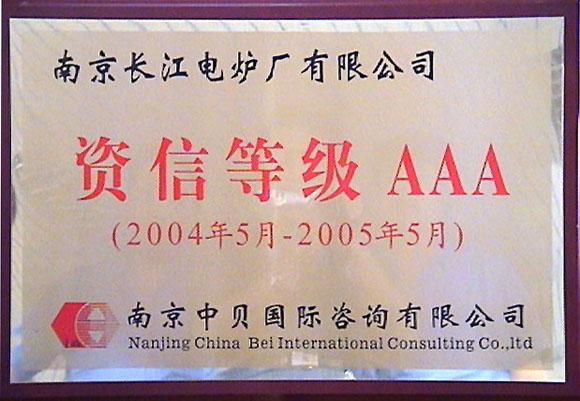 南京长江电炉厂有限公司
资信等级 AAA
(2004年5月-2005年5月)
南京中贝国际咨询有限公司
Nanjing China Bei International Consulting Co.,ltd